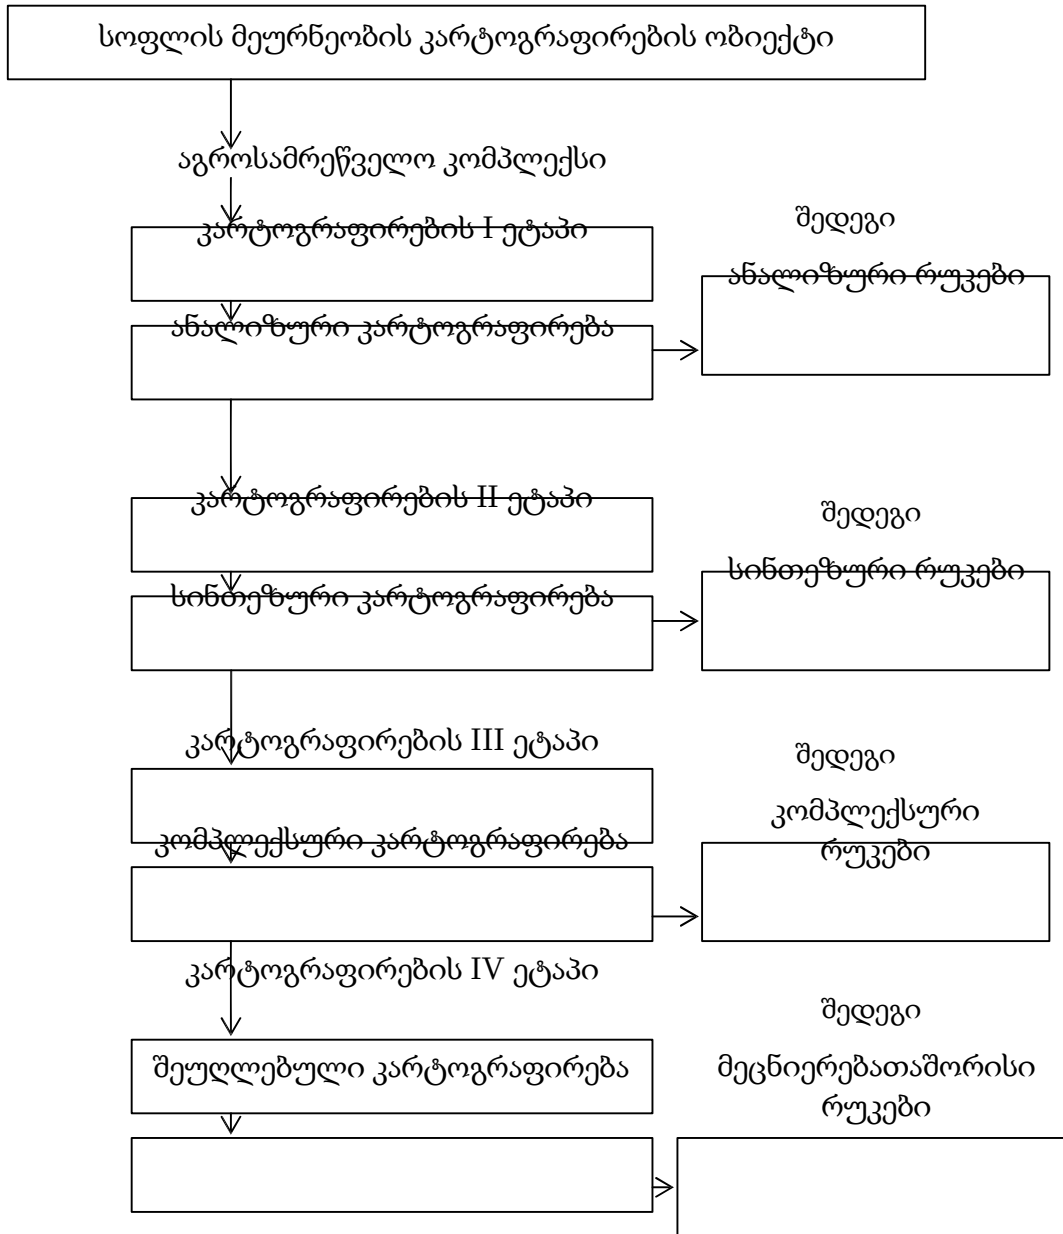 სოფლის მეურნეობის კარტოგრაფირების ობიექტი
აგროსამრეწველო კომპლექსი
კარტოგრაფირების I ეტაპი
შედეგი
ანალიზური რუკები
ანალიზური კარტოგრაფირება
კარტოგრაფირების II ეტაპი
შედეგი
სინთეზური რუკები
სინთეზური კარტოგრაფირება
კარტოგრაფირების III ეტაპი
შედეგი
კომპლექსური
რუკები
კომპლექსური კარტოგრაფირება
კარტოგრაფირების IV ეტაპი
შედეგი
შეუღლებული კარტოგრაფირება
მეცნიერებათაშორისი
რუკები